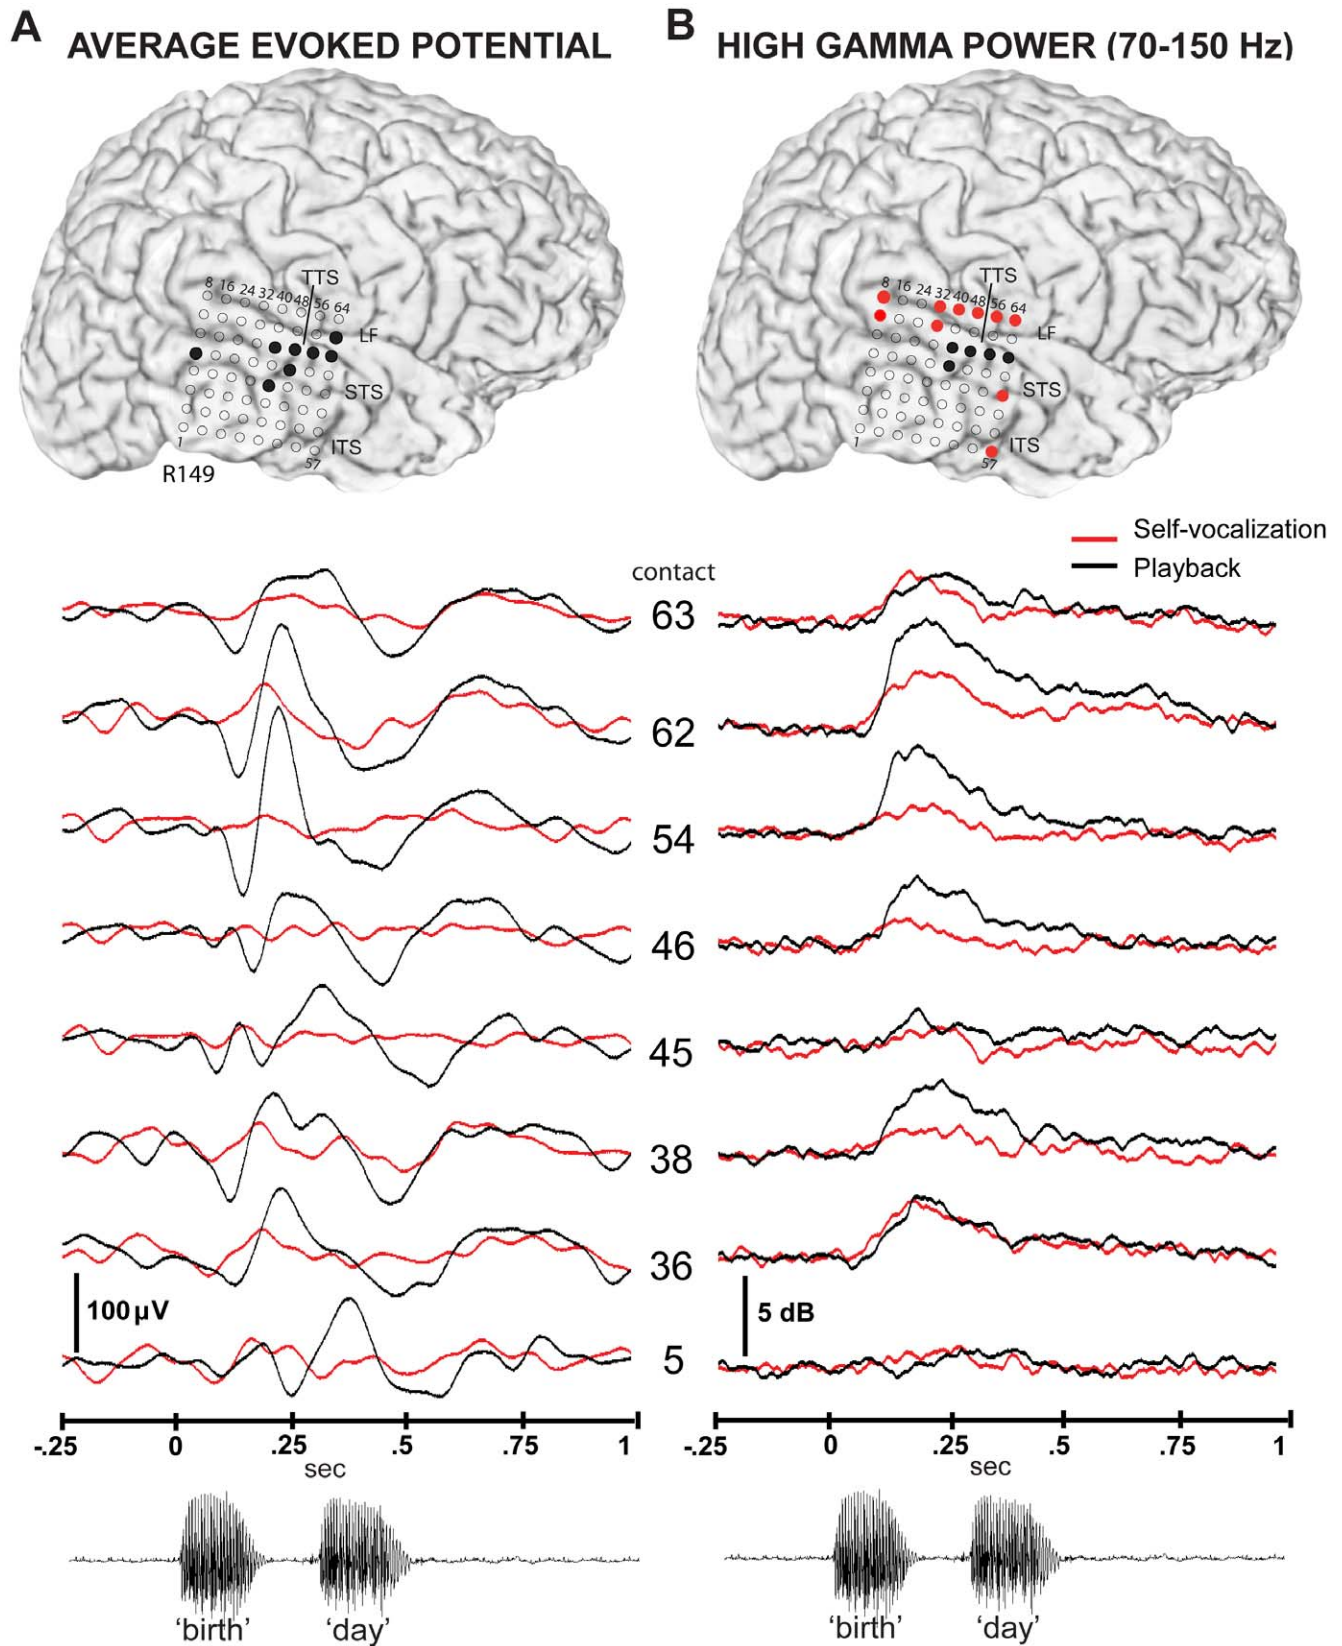 A
AVERAGE EVOKED POTENTIAL
B
HIGH GAMMA POWER (70-150 Hz)
TTS
8 16 24 32 40 48 56 64
LF
STS
ITS
1
57
R149
TTS
8 16 24 32 40 48 56 64
LF
STS
ITS
1
57
Self-vocalization
Playback
contact
63
62
54
46
45
38
36
5
100 µV
5 dB
-.25 0 .25 .5 .75 1
sec
-.25 0 .25 .5 .75 1
sec
‘birth’ ‘day’
‘birth’ ‘day’